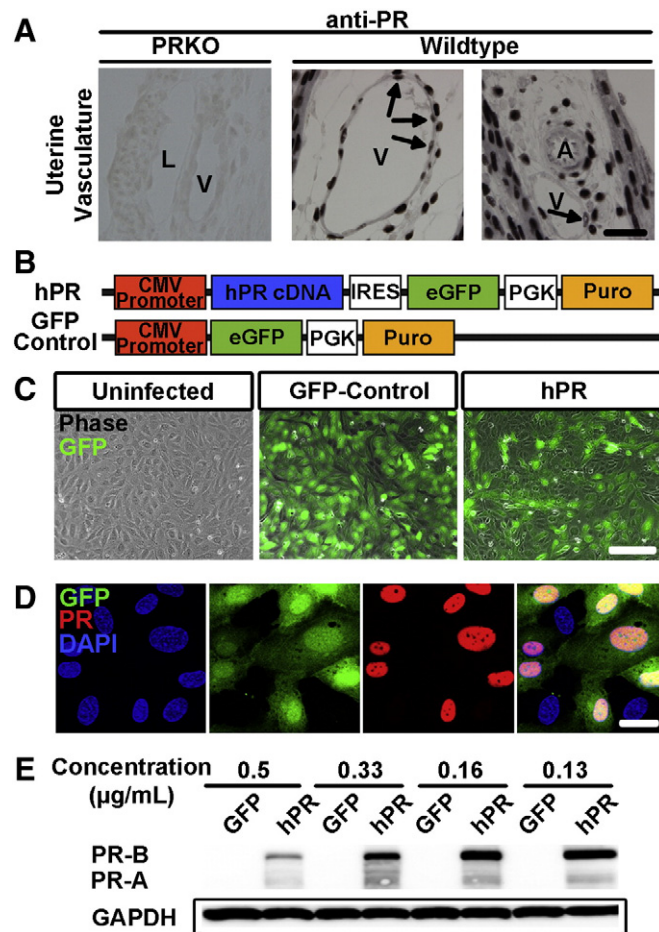 A
anti-PR
PRKO
Wildtype
Uterine
Vasculature
L
V
V
A
V
B
hPR
CMV
Promoter
hPR cDNA
IRES
eGFP
PGK
Puro
GFP
Control
CMV
Promoter
eGFP
PGK
Puro
C
Uninfected
GFP-Control
hPR
Phase
GFP
D
GFP
PR
DAPI
E
Concentration
(µg/mL)
0.5
0.33
0.16
0.13
GFP
hPR
GFP
hPR
GFP
hPR
GFP
hPR
PR-B
PR-A
GAPDH